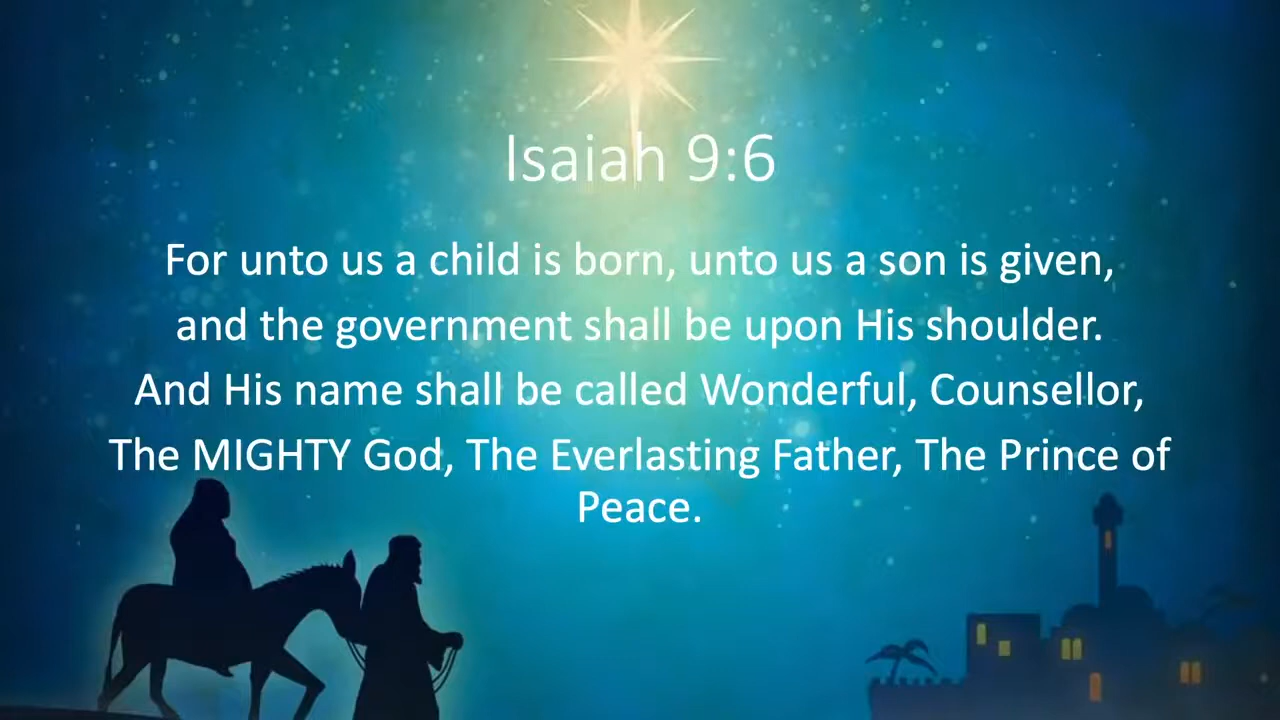 Isaiah 9:6
For unto us a child is born, unto us a son is given,
and the government shall be upon His shoulder.
And His name shall be called Wonderful, Counsellor,
The MIGHTY God, The Everlasting Father, The Prince of
Peace.